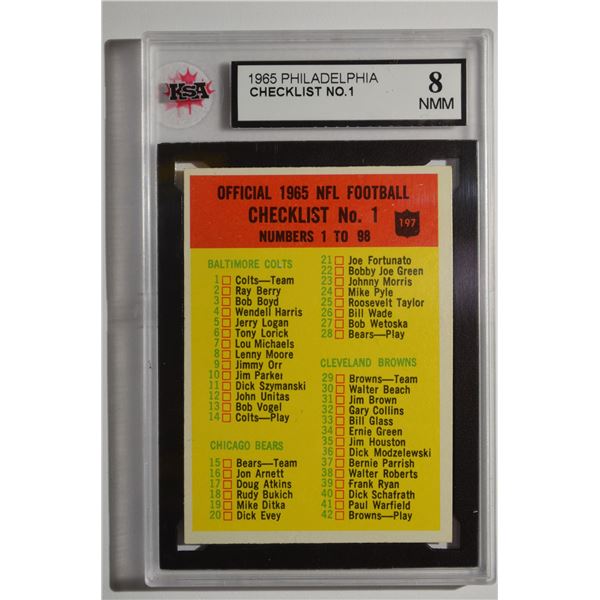 KSA
1965 PHILADELPHIA
CHECKLIST NO.1
8
NMM
OFFICIAL 1965 NFL FOOTBALL
CHECKLIST No. 1
NUMBERS 1 TO 98
197
BALTIMORE COLTS
1 Colts—Team
2 Ray Berry
3 Bob Boyd
4 Wendell Harris
5 Jerry Logan
6 Tony Lorick
7 Lou Michaels
8 Lenny Moore
9 Jimmy Orr
10 Jim Parker
11 Dick Szymanski
12 John Unitas
13 Bob Vogel
14 Colts—Play
CHICAGO BEARS
15 Bears—Team
16 Jon Arnett
17 Doug Atkins
18 Rudy Bukich
19 Mike Ditka
20 Dick Evey
21 Joe Fortunato
22 Bobby Joe Green
23 Johnny Morris
24 Mike Pyle
25 Roosevelt Taylor
26 Bill Wade
27 Bob Wetoska
28 Bears—Play
CLEVELAND BROWNS
29 Browns—Team
30 Walter Beach
31 Jim Brown
32 Gary Collins
33 Bill Glass
34 Ernie Green
35 Jim Houston
36 Dick Modzelewski
37 Bernie Parrish
38 Walter Roberts
39 Frank Ryan
40 Dick Schafrath
41 Paul Warfield
42 Browns—Play